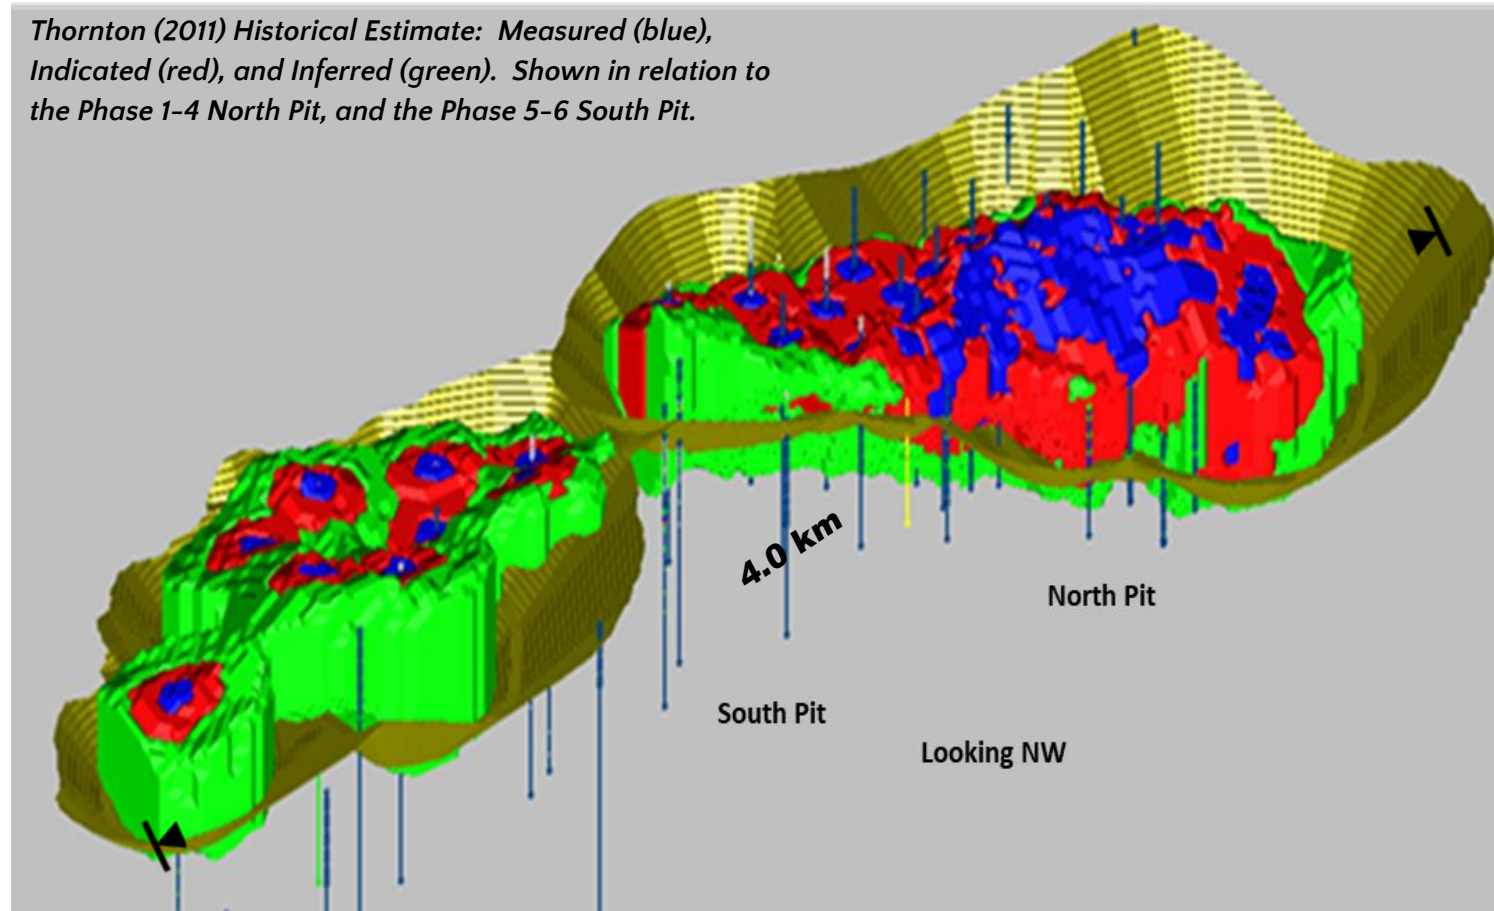 Thornton (2011) Historical Estimate:  Measured (blue),
Indicated (red), and Inferred (green).  Shown in relation to
the Phase 1-4 North Pit, and the Phase 5-6 South Pit.
4.0 km
North Pit
South Pit
Looking NW